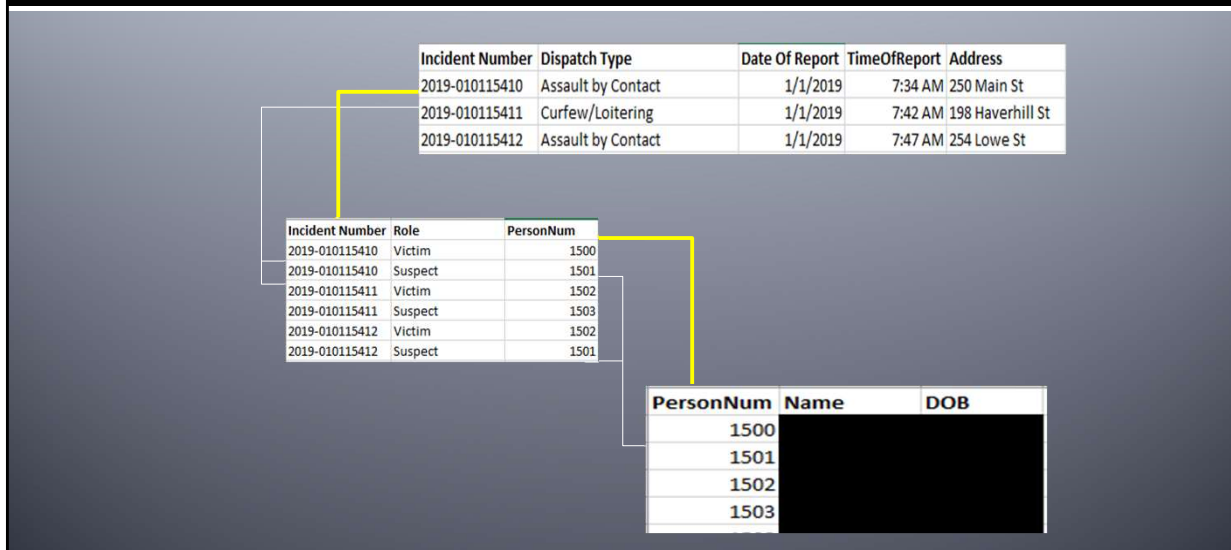 Incident Number Dispatch Type Date Of Report TimeOfReport Address
2019-010115410 Assault by Contact 1/1/2019 7:34 AM 250 Main St
2019-010115411 Curfew/Loitering 1/1/2019 7:42 AM 198 Haverhill St
2019-010115412 Assault by Contact 1/1/2019 7:47 AM 254 Lowe St
Incident Number Role PersonNum
2019-010115410 Victim 1500
2019-010115410 Suspect 1501
2019-010115411 Victim 1502
2019-010115411 Suspect 1503
2019-010115412 Victim 1502
2019-010115412 Suspect 1501
PersonNum Name DOB
1500
1501
1502
1503